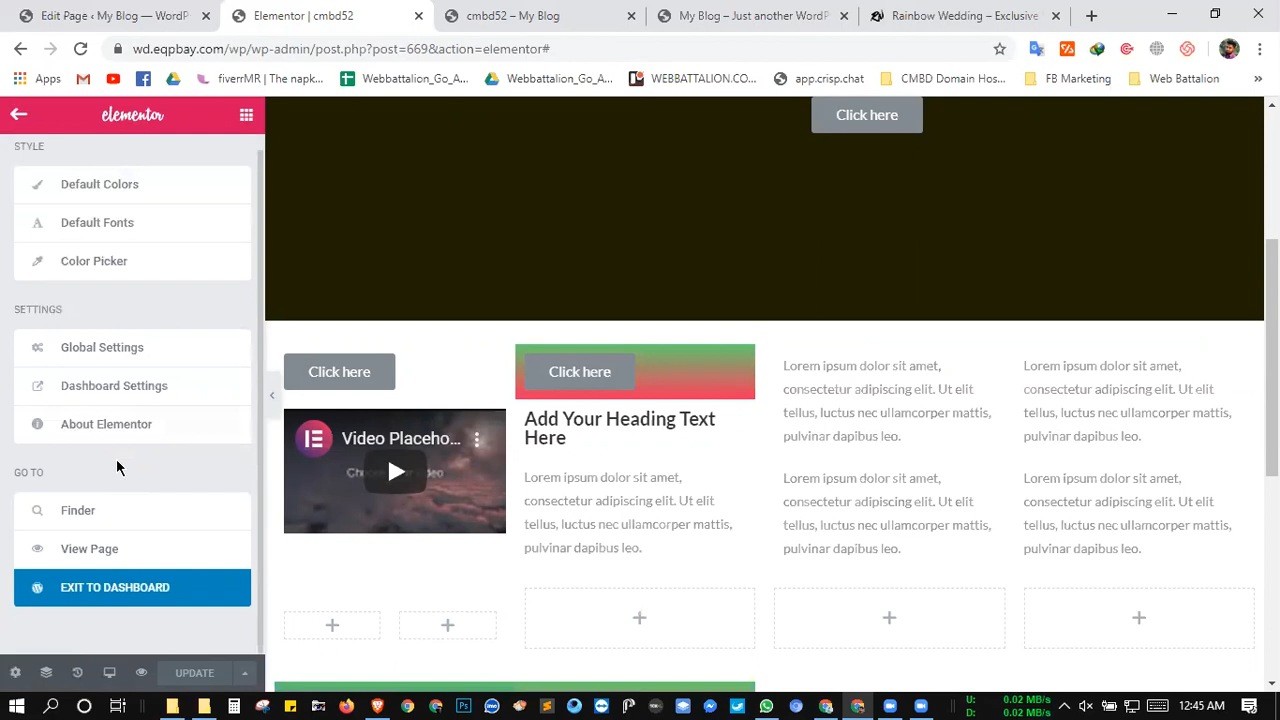 Edit Page ‹ My Blog — WordP
Elementor | cmbd52
cmbd52 – My Blog
My Blog – Just another WordP
Rainbow Wedding – Exclusive
wd.eqpbay.com/wp/wp-admin/post.php?post=669&action=elementor#
Apps
fiverrMR | The napk...
Webbattalion_Go_A...
Webbattalion_Go_A...
WEBBATTALION.CO...
app.crisp.chat
CMBD Domain Hos...
FB Marketing
Web Battalion
elementor
STYLE
Default Colors
Default Fonts
Color Picker
SETTINGS
Global Settings
Dashboard Settings
About Elementor
GO TO
Finder
View Page
EXIT TO DASHBOARD
UPDATE
Click here
Click here
Video Placeho...
Click here
Add Your Heading Text
Here
Lorem ipsum dolor sit amet,
consectetur adipiscing elit. Ut elit
tellus, luctus nec ullamcorper mattis,
pulvinar dapibus leo.
Lorem ipsum dolor sit amet,
consectetur adipiscing elit. Ut elit
tellus, luctus nec ullamcorper mattis,
pulvinar dapibus leo.
Lorem ipsum dolor sit amet,
consectetur adipiscing elit. Ut elit
tellus, luctus nec ullamcorper mattis,
pulvinar dapibus leo.
Lorem ipsum dolor sit amet,
consectetur adipiscing elit. Ut elit
tellus, luctus nec ullamcorper mattis,
pulvinar dapibus leo.
Lorem ipsum dolor sit amet,
consectetur adipiscing elit. Ut elit
tellus, luctus nec ullamcorper mattis,
pulvinar dapibus leo.
U: 0.02 MB/s
D: 0.02 MB/s
12:45 AM